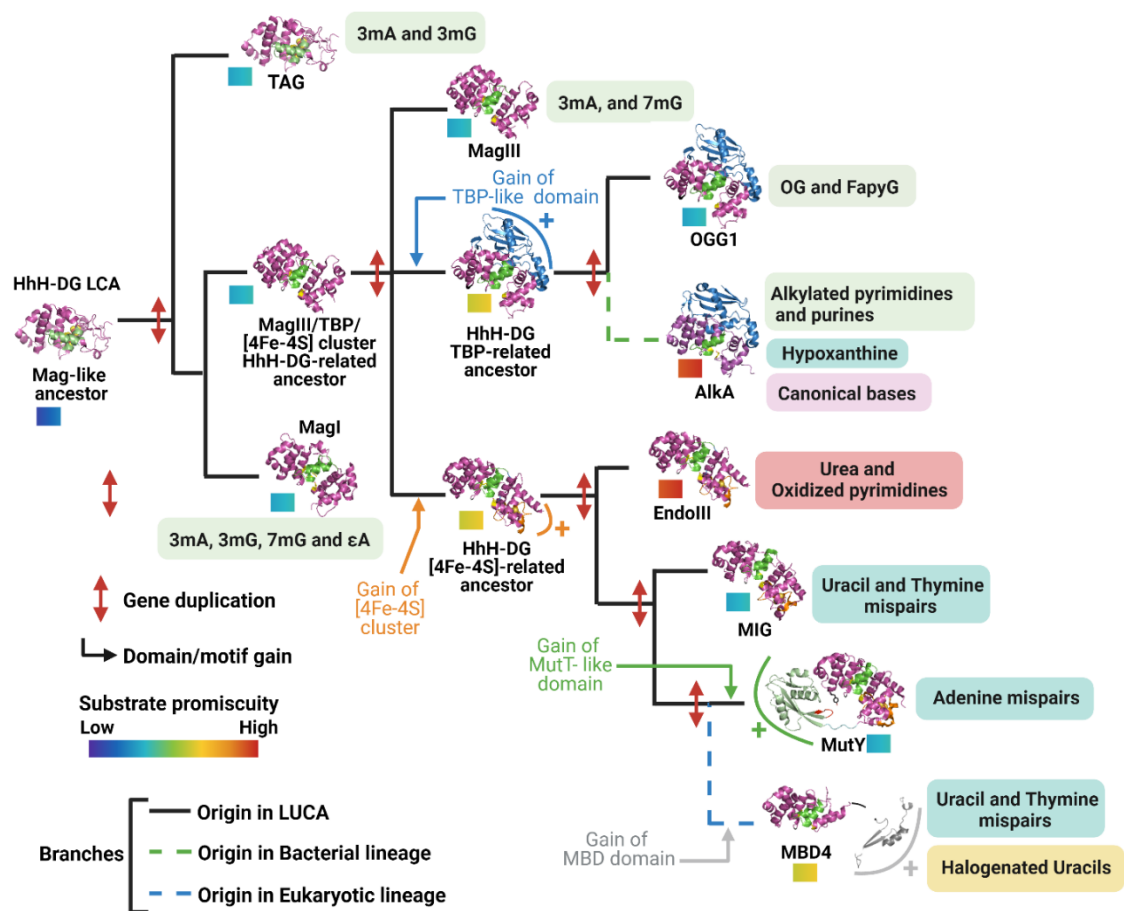 3mA and 3mG
TAG
3mA, and 7mG
MagIII
Gain of
TBP-like domain
+
OG and FapyG
OGG1
HhH-DG LCA
Mag-like
ancestor
MagIII/TBP/
[4Fe-4S] cluster
HhH-DG-related
ancestor
HhH-DG
TBP-related
ancestor
Alkylated pyrimidines
and purines
Hypoxanthine
Canonical bases
AlkA
MagI
3mA, 3mG, 7mG and εA
Gain of
[4Fe-4S]
cluster
+
HhH-DG
[4Fe-4S]-related
ancestor
EndoIII
Urea and
Oxidized pyrimidines
MIG
Uracil and Thymine
mispairs
Gain of
MutT- like
domain
+
MutY
Adenine mispairs
Gain of
MBD domain
MBD4
+
Uracil and Thymine
mispairs
Halogenated Uracils
Gene duplication
Domain/motif gain
Substrate promiscuity
Low High
Branches
Origin in LUCA
Origin in Bacterial lineage
Origin in Eukaryotic lineage